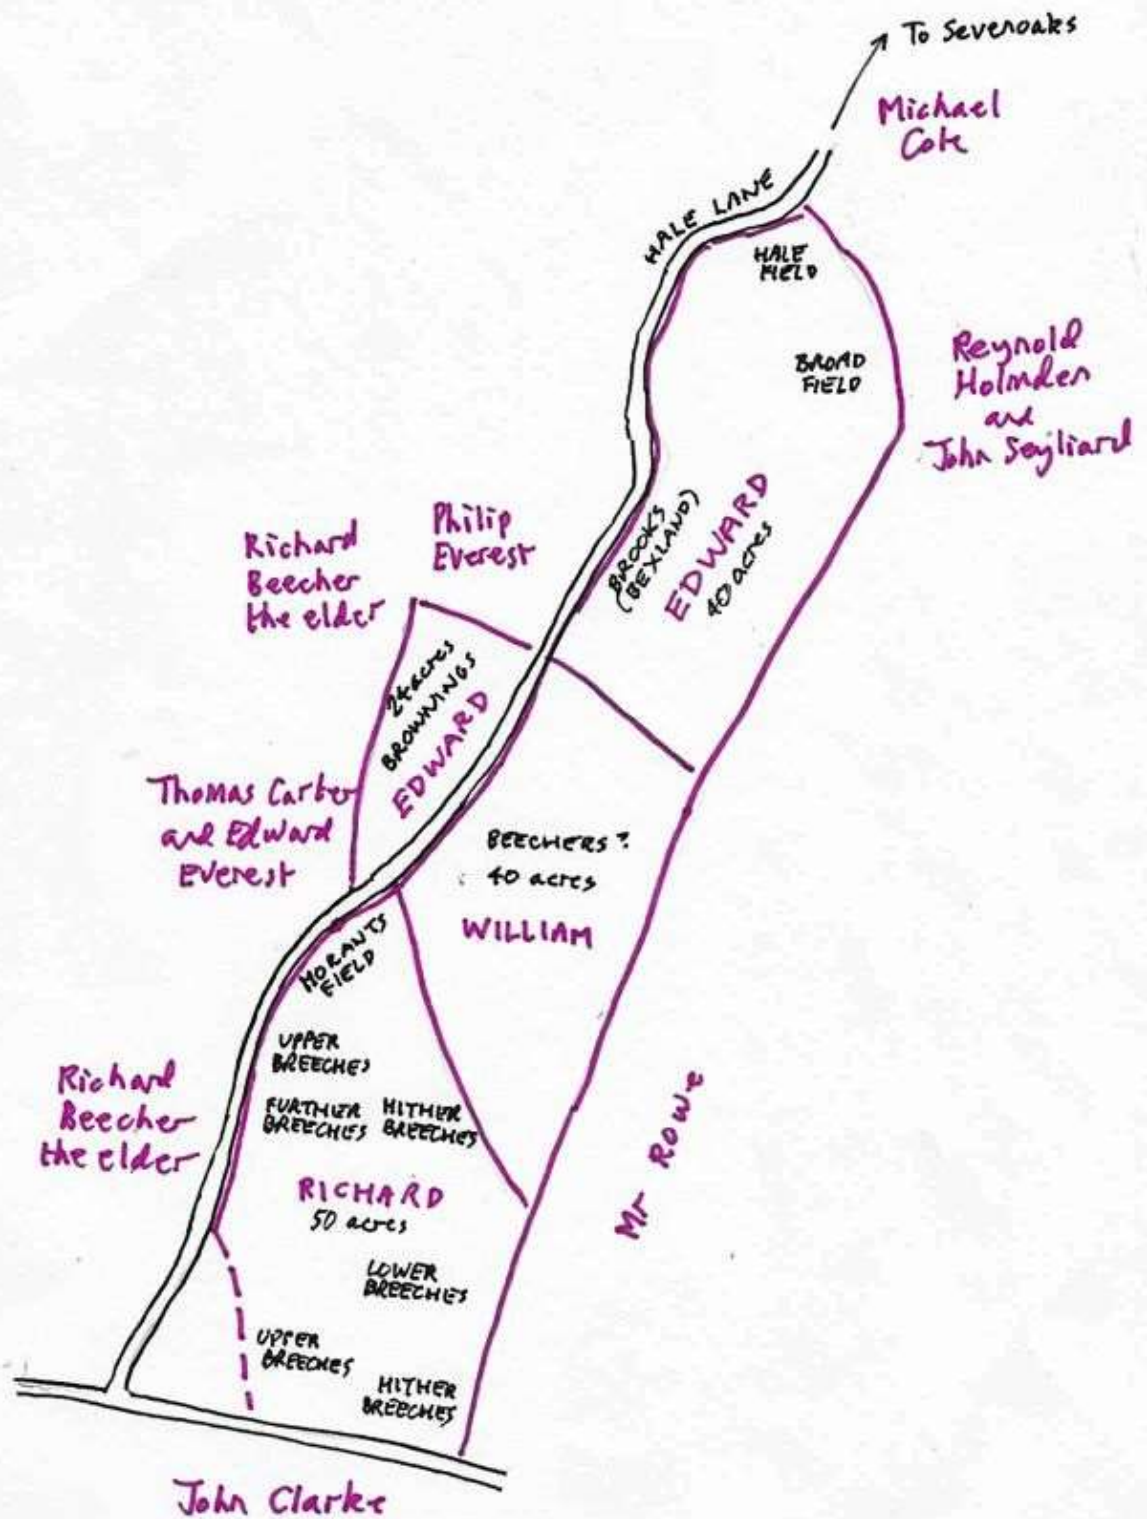 To Sevenoaks
Michael
Cole
HALE LANE
HALE
FIELD
BROAD
FIELD
Reynold
Holmden
and
John Seyliard
Philip
Everest
Richard
Beecher
the elder
BROOKS
(BEXLAND)
EDWARD
40 acres
24 acres
BROWNINGS
EDWARD
Thomas Carter
and Edward
Everest
BEECHERS?
40 acres
WILLIAM
MORANTS
FIELD
UPPER
BREECHES
FURTHER BREECHES
HITHER BREECHES
Richard
Beecher
the elder
RICHARD
50 acres
Mr Rowe
LOWER
BREECHES
UPPER
BREECHES
HITHER
BREECHES
John Clarke